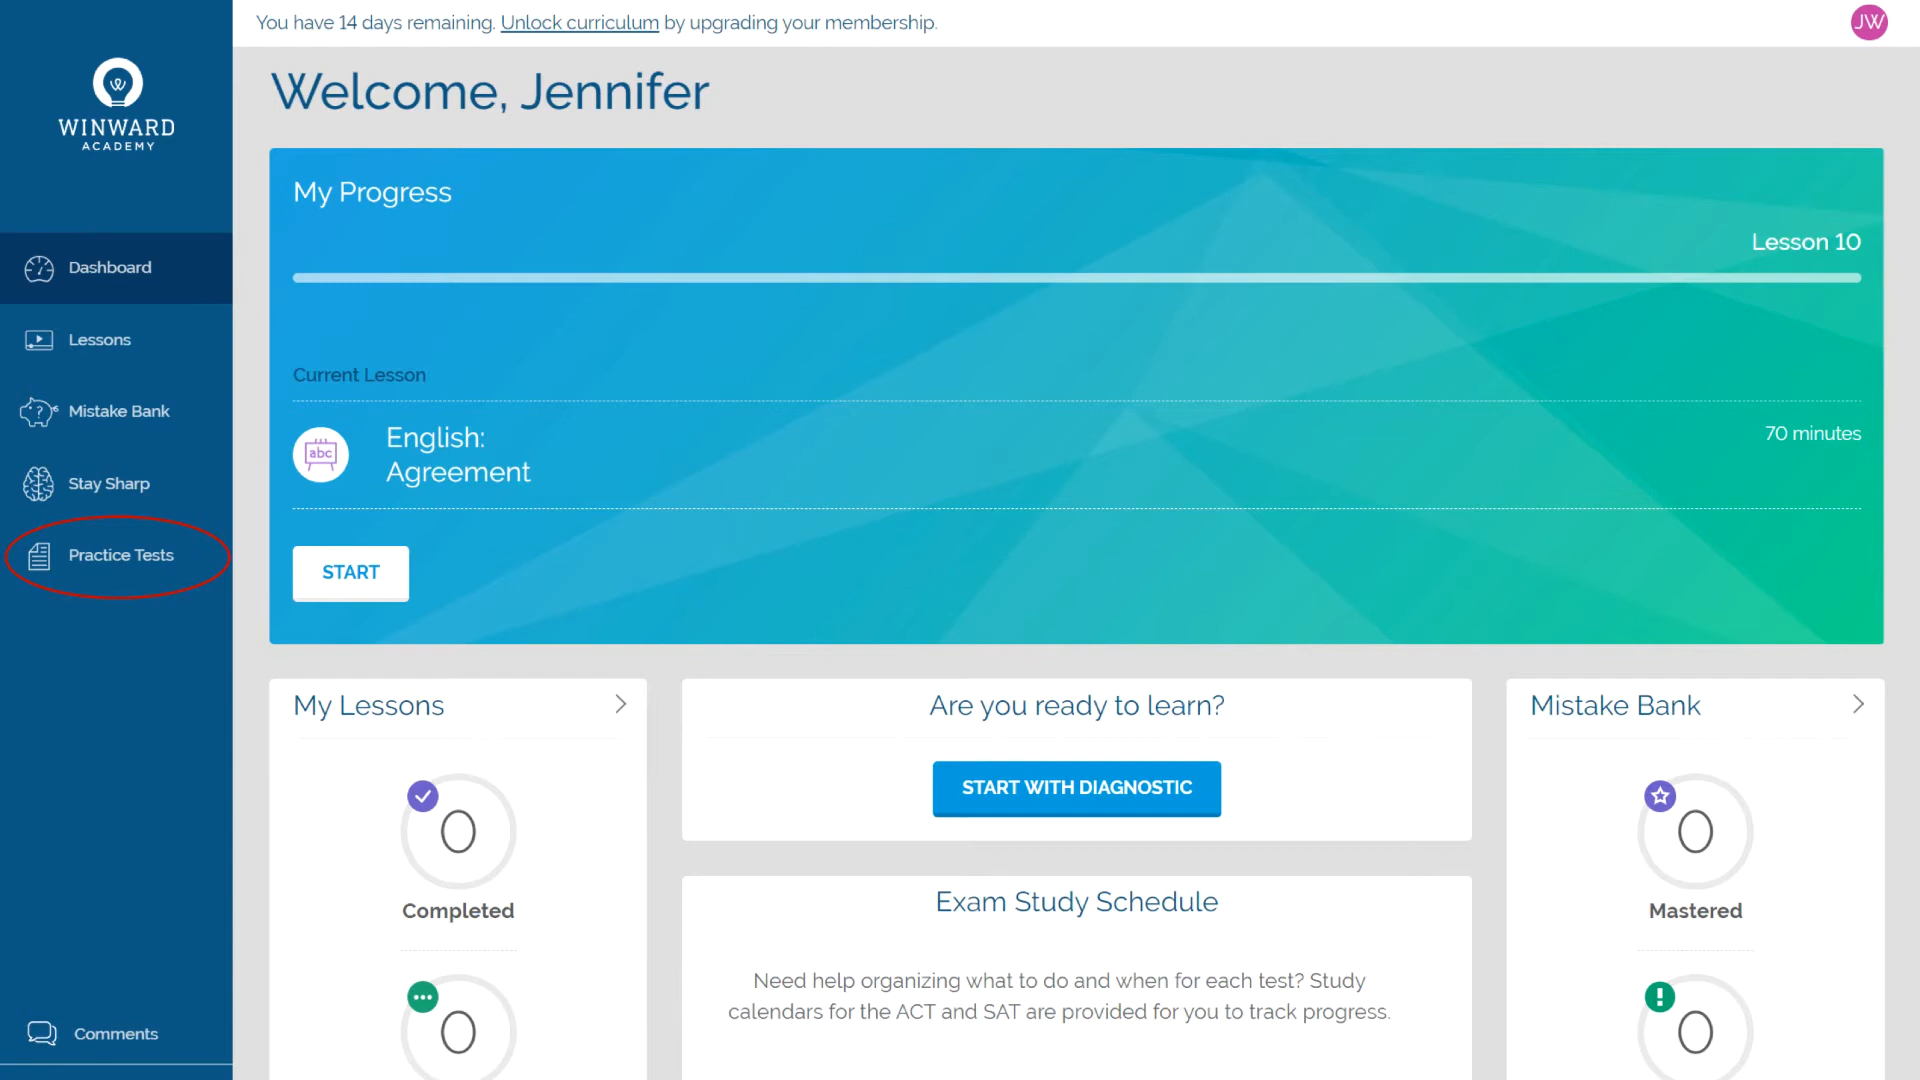 You have 14 days remaining. Unlock curriculum by upgrading your membership.
JW
WINWARD
ACADEMY
Dashboard
Lessons
Mistake Bank
Stay Sharp
Practice Tests
Comments
Welcome, Jennifer
My Progress
Lesson 10
Current Lesson
abc
English:
Agreement
70 minutes
START
My Lessons
0
Completed
0
Are you ready to learn?
START WITH DIAGNOSTIC
Exam Study Schedule
Need help organizing what to do and when for each test? Study
calendars for the ACT and SAT are provided for you to track progress.
Mistake Bank
0
Mastered
0